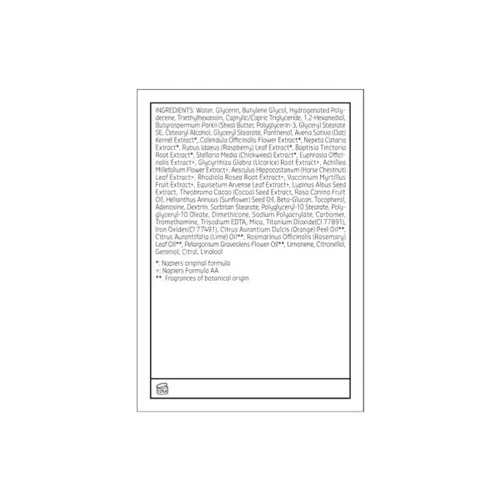 INGREDIENTS: Water, Glycerin, Butylene Glycol, Hydrogenated Poly-
decene, Triethylhexanoin, Caprylic/Capric Triglyceride, 1,2-Hexanediol,
Butyrospermum Parkii (Shea) Butter, Polyglycerin-3, Glyceryl Stearate
SE, Cetearyl Alcohol, Glyceryl Stearate, Panthenol, Avena Sativa (Oat)
Kernel Extract*, Calendula Officinalis Flower Extract*, Nepeta Cataria
Extract*, Rubus Idaeus (Raspberry) Leaf Extract*, Baptisia Tinctoria
Root Extract*, Stellaria Media (Chickweed) Extract*, Euphrasia Offici-
nalis Extract+, Glycyrrhiza Glabra (Licorice) Root Extract+, Achillea
Millefolium Flower Extract+, Aesculus Hippocastanum (Horse Chestnut)
Leaf Extract+, Rhodiola Rosea Root Extract+, Vaccinium Myrtillus
Fruit Extract+, Equisetum Arvense Leaf Extract+, Lupinus Albus Seed
Extract, Theobroma Cacao (Cocoa) Seed Extract, Rosa Canina Fruit
Oil, Helianthus Annuus (Sunflower) Seed Oil, Beta-Glucan, Tocopherol,
Adenosine, Dextrin, Sorbitan Stearate, Polyglyceryl-10 Stearate, Poly-
glyceryl-10 Oleate, Dimethicone, Sodium Polyacrylate, Carbomer,
Tromethamine, Trisodium EDTA, Mica, Titanium Dioxide(CI 77891),
Iron Oxides(CI 77491), Citrus Aurantium Dulcis (Orange) Peel Oil**,
Citrus Aurantifolia (Lime) Oil**, Rosmarinus Officinalis (Rosemary)
Leaf Oil**, Pelargonium Graveolens Flower Oil**, Limonene, Citronellol,
Geraniol, Citral, Linalool
*: Napiers original formula
+: Napiers Formula AA
**: Fragrances of botanical origin